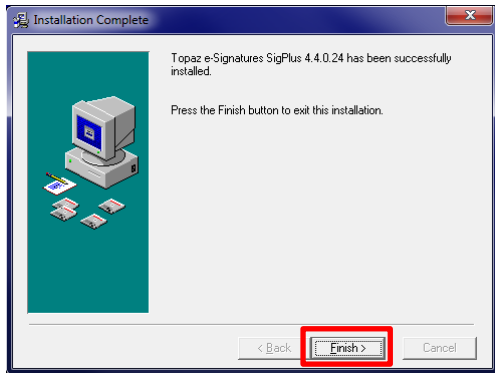 Installation Complete
Topaz e-Signatures SigPlus 4.4.0.24 has been successfully
installed.
Press the Finish button to exit this installation.
< Back
Finish >
Cancel